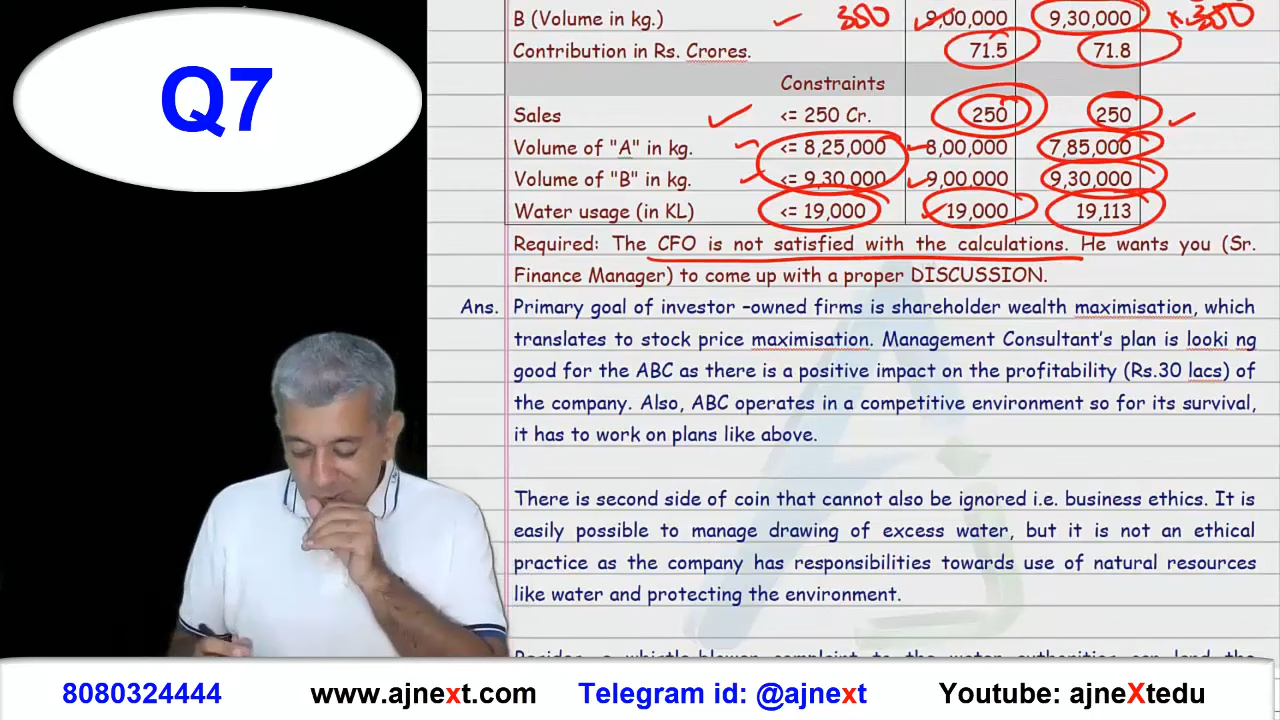 Q7
B (Volume in kg.) 300 9,00,000 9,30,000 x 300
Contribution in Rs. Crores. 71.5 71.8
Constraints
Sales <= 250 Cr. 250 250
Volume of "A" in kg. <= 8,25,000 8,00,000 7,85,000
Volume of "B" in kg. <= 9,30,000 9,00,000 9,30,000
Water usage (in KL) <= 19,000 19,000 19,113
Required: The CFO is not satisfied with the calculations. He wants you (Sr.
Finance Manager) to come up with a proper DISCUSSION.
Ans. Primary goal of investor –owned firms is shareholder wealth maximisation, which
translates to stock price maximisation. Management Consultant's plan is looki ng
good for the ABC as there is a positive impact on the profitability (Rs.30 lacs) of
the company. Also, ABC operates in a competitive environment so for its survival,
it has to work on plans like above.
There is second side of coin that cannot also be ignored i.e. business ethics. It is
easily possible to manage drawing of excess water, but it is not an ethical
practice as the company has responsibilities towards use of natural resources
like water and protecting the environment.
8080324444 www.ajnext.com Telegram id: @ajnext Youtube: ajneXtedu